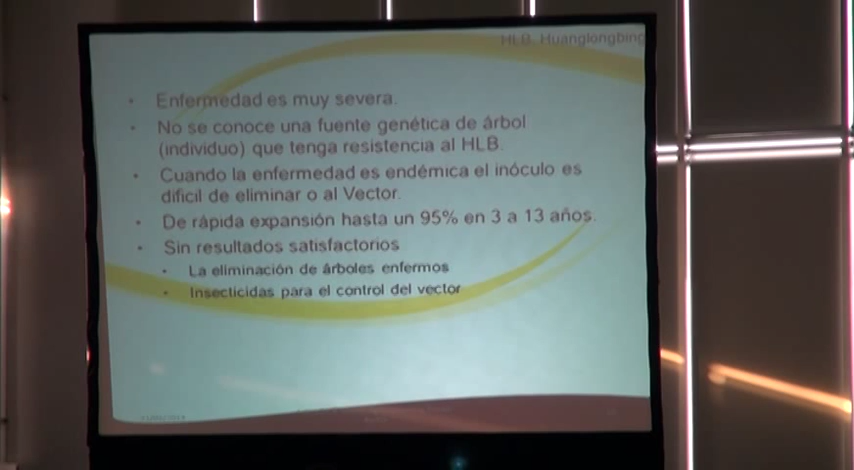 HLB. Huanglongbing
• Enfermedad es muy severa.
• No se conoce una fuente genética de árbol
(individuo) que tenga resistencia al HLB.
• Cuando la enfermedad es endémica el inóculo es
dificil de eliminar o al Vector.
• De rápida expansión hasta un 95% en 3 a 13 años.
• Sin resultados satisfactorios
• La eliminación de árboles enfermos
• Insecticidas para el control del vector